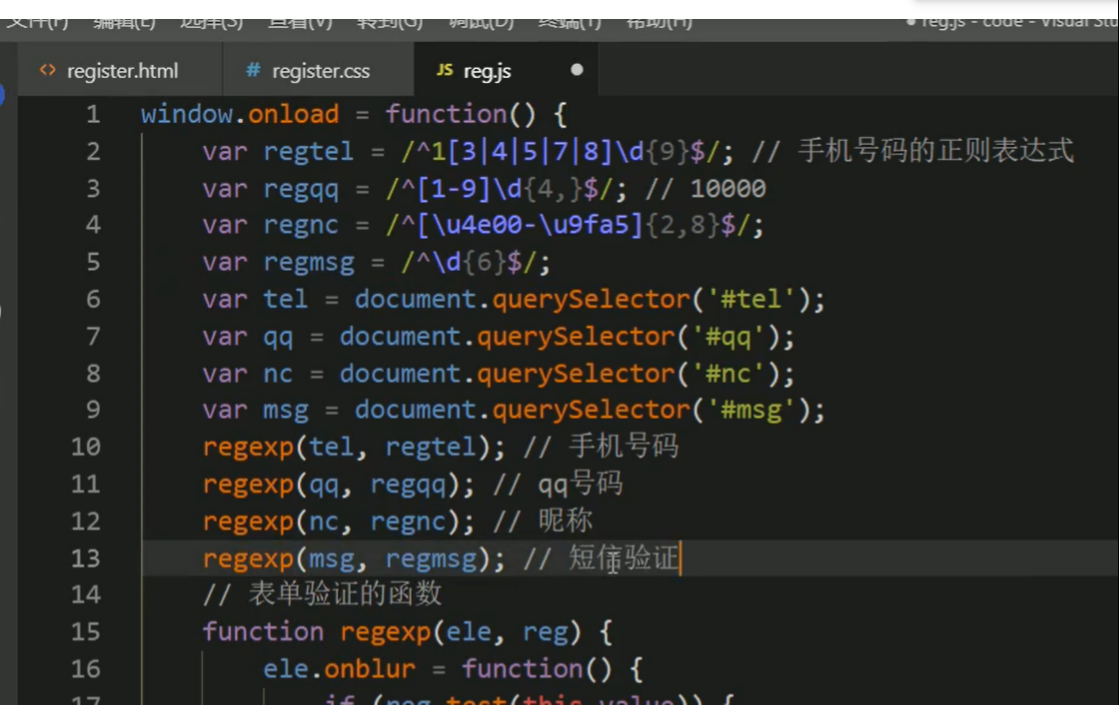 文件(F) 编辑(E) 选择(S) 查看(V) 转到(G) 调试(D) 终端(T) 帮助(H) ● reg.js - code - Visual Stu
<> register.html # register.css JS reg.js ●
1 window.onload = function() {
2 var regtel = /^1[3|4|5|7|8]\d{9}$/; // 手机号码的正则表达式
3 var regqq = /^[1-9]\d{4,}$/; // 10000
4 var regnc = /^[\u4e00-\u9fa5]{2,8}$/;
5 var regmsg = /^\d{6}$/;
6 var tel = document.querySelector('#tel');
7 var qq = document.querySelector('#qq');
8 var nc = document.querySelector('#nc');
9 var msg = document.querySelector('#msg');
10 regexp(tel, regtel); // 手机号码
11 regexp(qq, regqq); // qq号码
12 regexp(nc, regnc); // 昵称
13 regexp(msg, regmsg); // 短信验证
14 // 表单验证的函数
15 function regexp(ele, reg) {
16 ele.onblur = function() {
17 if (reg.test(this.value)) {